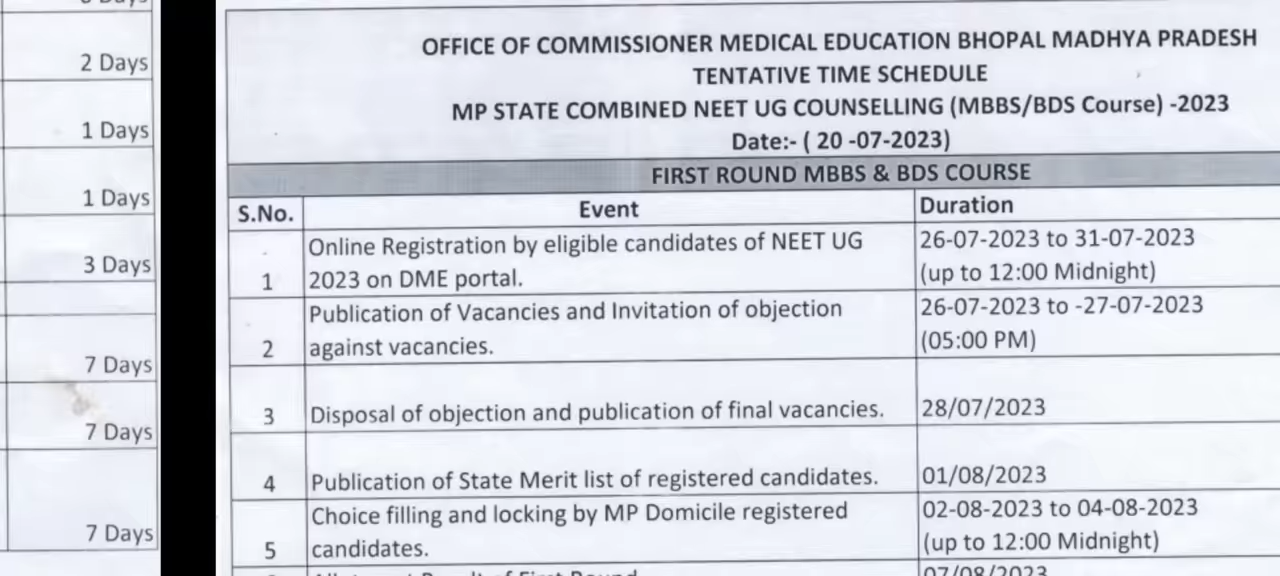 2 Days
1 Days
1 Days
3 Days
7 Days
7 Days
7 Days
OFFICE OF COMMISSIONER MEDICAL EDUCATION BHOPAL MADHYA PRADESH
TENTATIVE TIME SCHEDULE
MP STATE COMBINED NEET UG COUNSELLING (MBBS/BDS Course) -2023
Date:- ( 20 -07-2023)
FIRST ROUND MBBS & BDS COURSE
S.No. Event Duration
Online Registration by eligible candidates of NEET UG 26-07-2023 to 31-07-2023
1 2023 on DME portal. (up to 12:00 Midnight)
Publication of Vacancies and Invitation of objection 26-07-2023 to -27-07-2023
2 against vacancies. (05:00 PM)
3 Disposal of objection and publication of final vacancies. 28/07/2023
4 Publication of State Merit list of registered candidates. 01/08/2023
Choice filling and locking by MP Domicile registered 02-08-2023 to 04-08-2023
5 candidates. (up to 12:00 Midnight)
07/08/2023